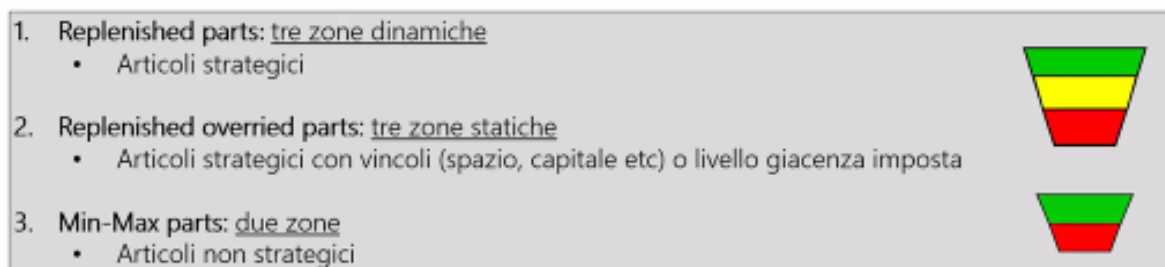 1. Replenished parts: tre zone dinamiche
• Articoli strategici
2. Replenished overried parts: tre zone statiche
• Articoli strategici con vincoli (spazio, capitale etc) o livello giacenza imposta
3. Min-Max parts: due zone
• Articoli non strategici